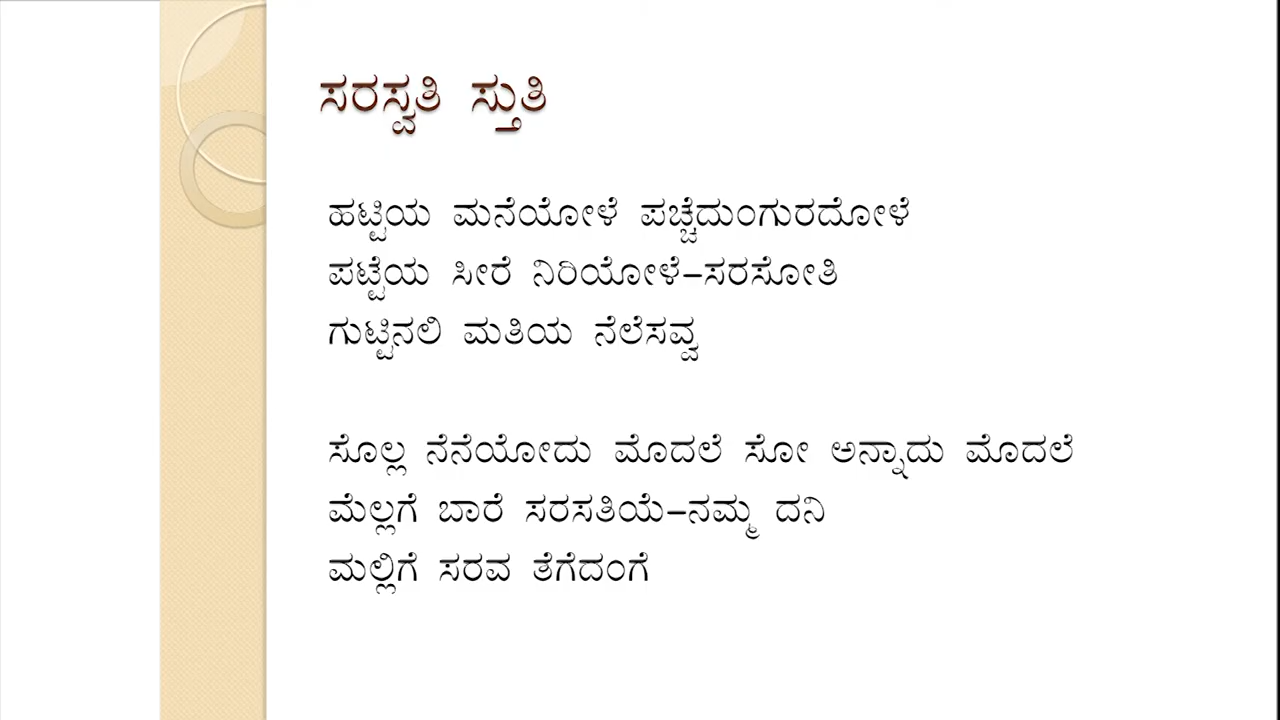 ಸರಸ್ವತಿ ಸ್ತುತಿ
ಹಟ್ಟಿಯ ಮನೆಯೋಳೆ ಪಚ್ಚೆದುಂಗುರದೋಳೆ
ಪಟ್ಟೆಯ ಸೀರೆ ನಿರಿಯೋಳೆ–ಸರಸೋತಿ
ಗುಟ್ಟಿನಲಿ ಮತಿಯ ನೆಲೆಸವ್ವ
ಸೊಲ್ಲ ನೆನೆಯೋದು ಮೊದಲೆ ಸೋ ಅನ್ನಾದು ಮೊದಲೆ
ಮೆಲ್ಲಗೆ ಬಾರೆ ಸರಸತಿಯೆ–ನಮ್ಮ ದನಿ
ಮಲ್ಲಿಗೆ ಸರವ ತೆಗೆದಂಗೆ